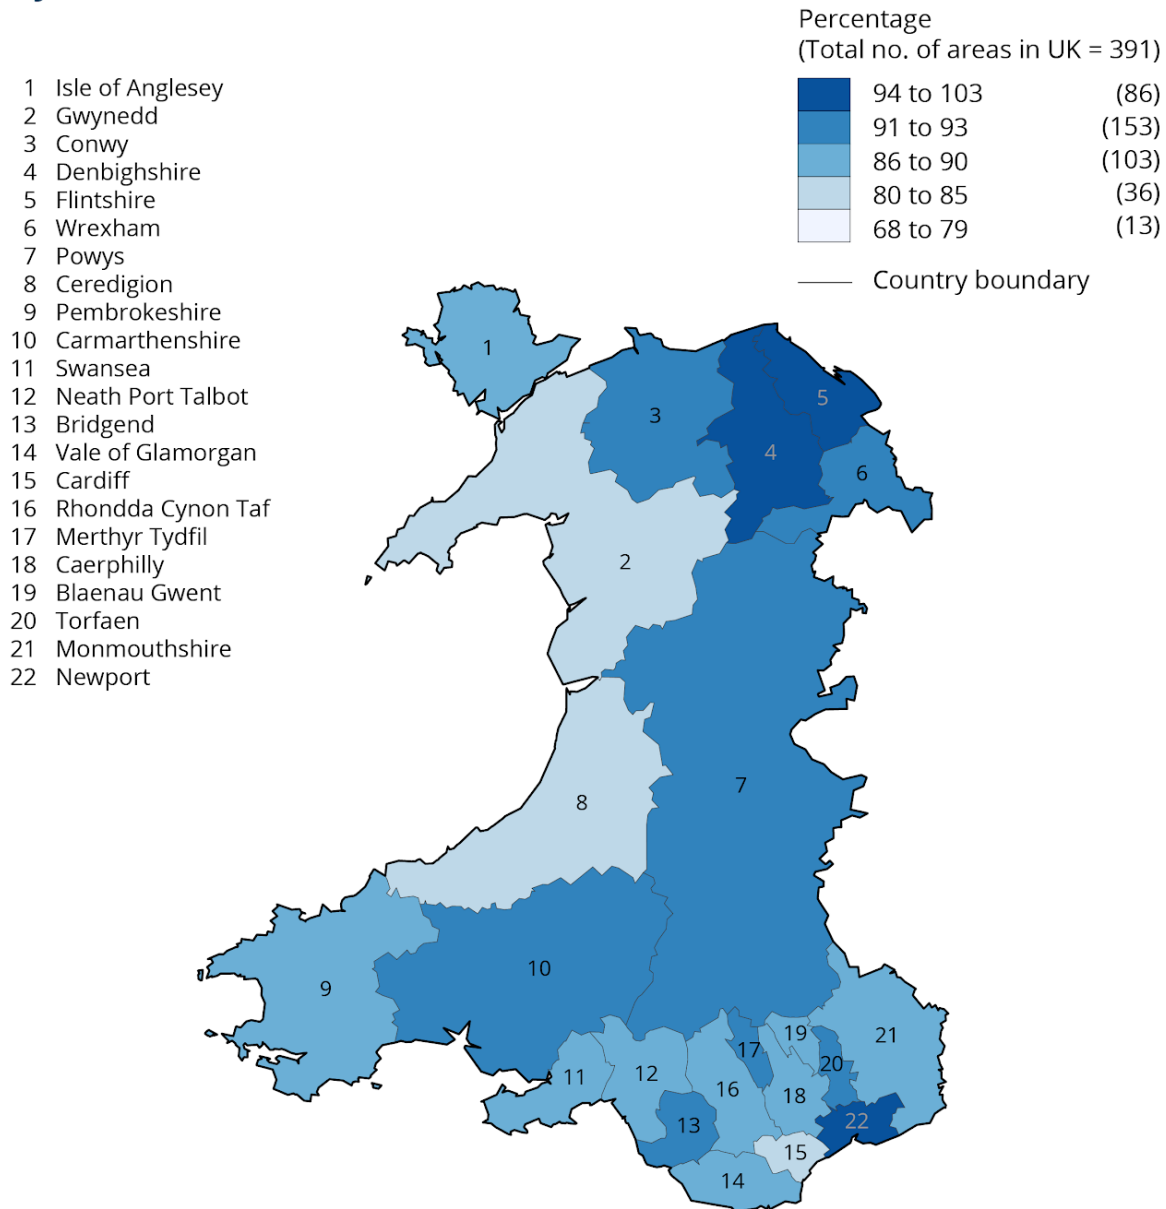 Percentage
(Total no. of areas in UK = 391)
94 to 103 (86)
91 to 93 (153)
86 to 90 (103)
80 to 85 (36)
68 to 79 (13)
Country boundary
1 Isle of Anglesey
2 Gwynedd
3 Conwy
4 Denbighshire
5 Flintshire
6 Wrexham
7 Powys
8 Ceredigion
9 Pembrokeshire
10 Carmarthenshire
11 Swansea
12 Neath Port Talbot
13 Bridgend
14 Vale of Glamorgan
15 Cardiff
16 Rhondda Cynon Taf
17 Merthyr Tydfil
18 Caerphilly
19 Blaenau Gwent
20 Torfaen
21 Monmouthshire
22 Newport
1
5
3
4
6
2
7
8
10
9
21
19
17
20
12
11
16
18
22
13
15
14